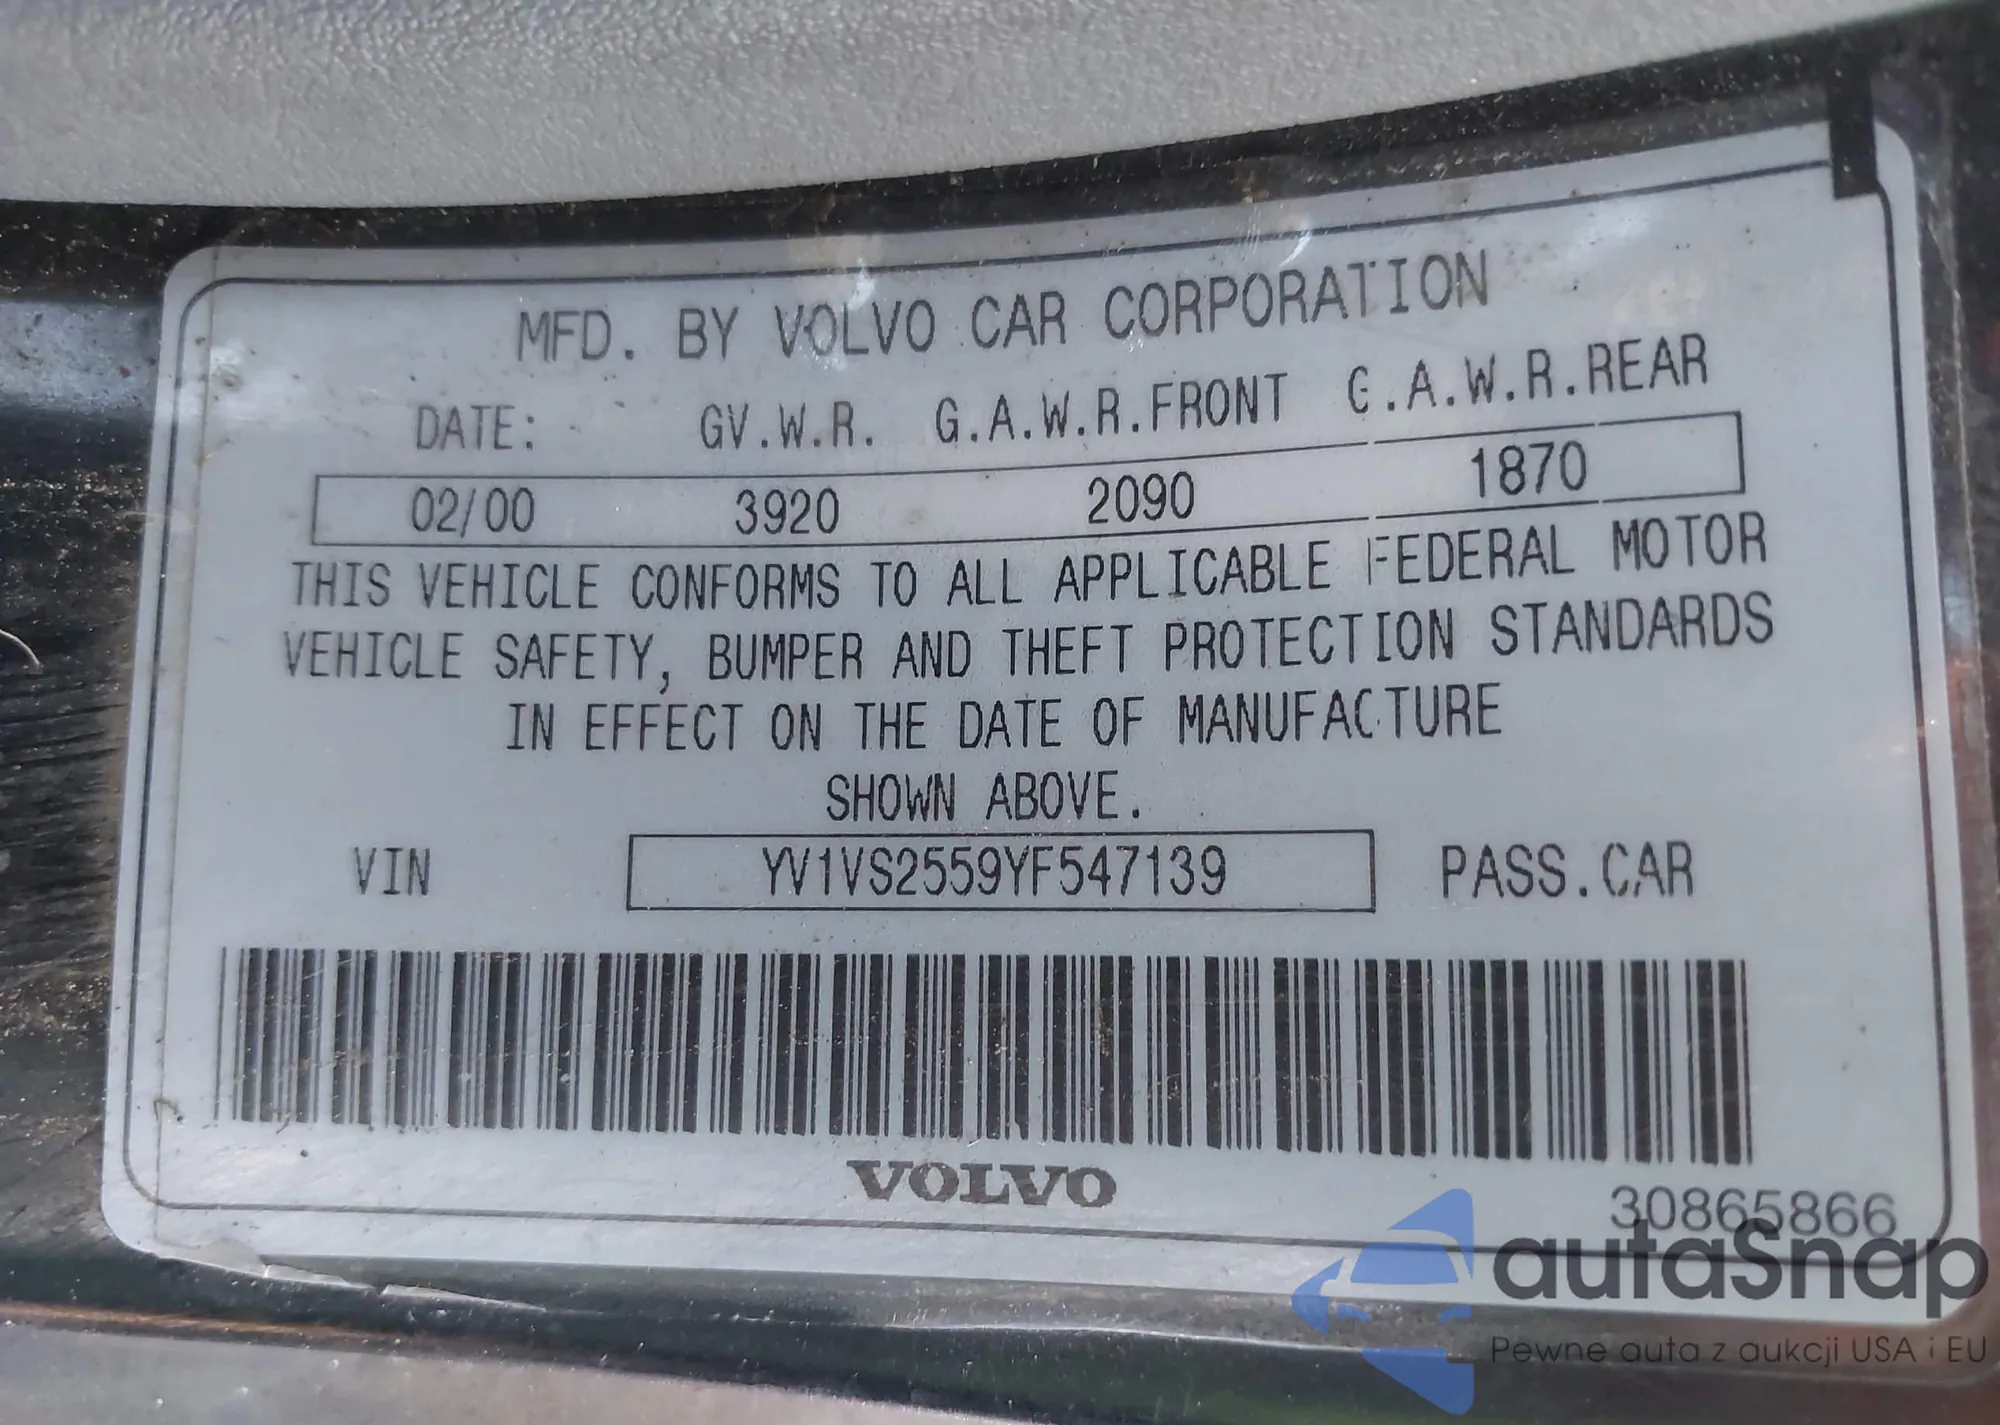 MFD. BY VOLVO CAR CORPORATION
DATE: GV.W.R. G.A.W.R.FRONT G.A.W.R.REAR
02/00 3920 2090 1870
THIS VEHICLE CONFORMS TO ALL APPLICABLE FEDERAL MOTOR
VEHICLE SAFETY, BUMPER AND THEFT PROTECTION STANDARDS
IN EFFECT ON THE DATE OF MANUFACTURE
SHOWN ABOVE.
VIN YV1VS2559YF547139 PASS.CAR
VOLVO
30865866
autaSnap
Pewne auta z aukcji USA i EU